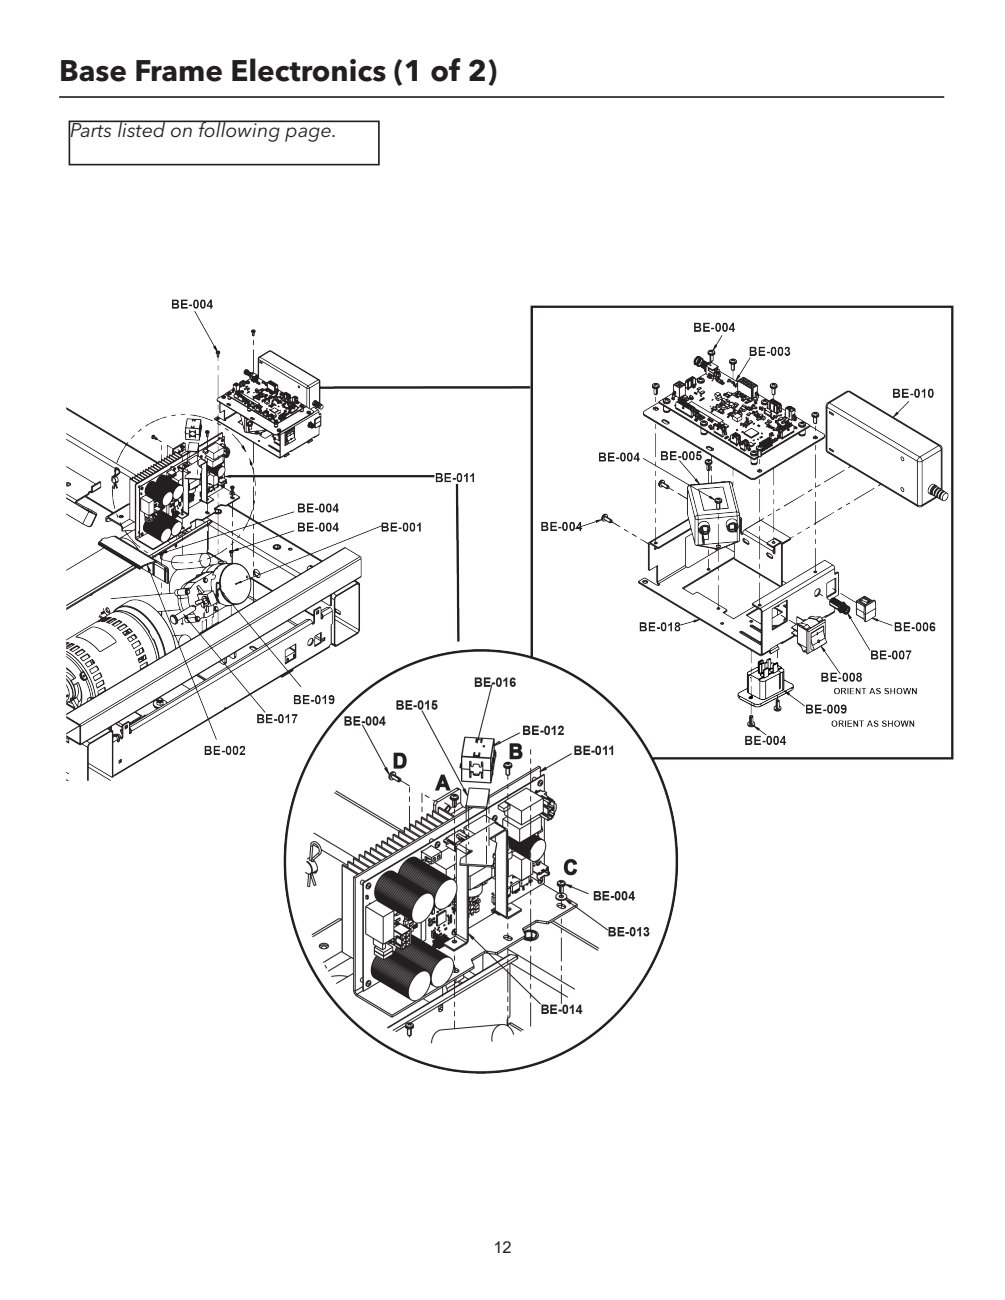 Base Frame Electronics (1 of 2)
Parts listed on following page.
BE-004
BE-011
BE-004
BE-004
BE-001
BE-019
BE-017
BE-002
BE-004
BE-003
BE-010
BE-004
BE-005
BE-004
BE-018
BE-006
BE-007
BE-008
ORIENT AS SHOWN
BE-009
ORIENT AS SHOWN
BE-004
BE-016
BE-015
BE-004
BE-012
BE-011
D
B
A
C
BE-004
BE-013
BE-014
12